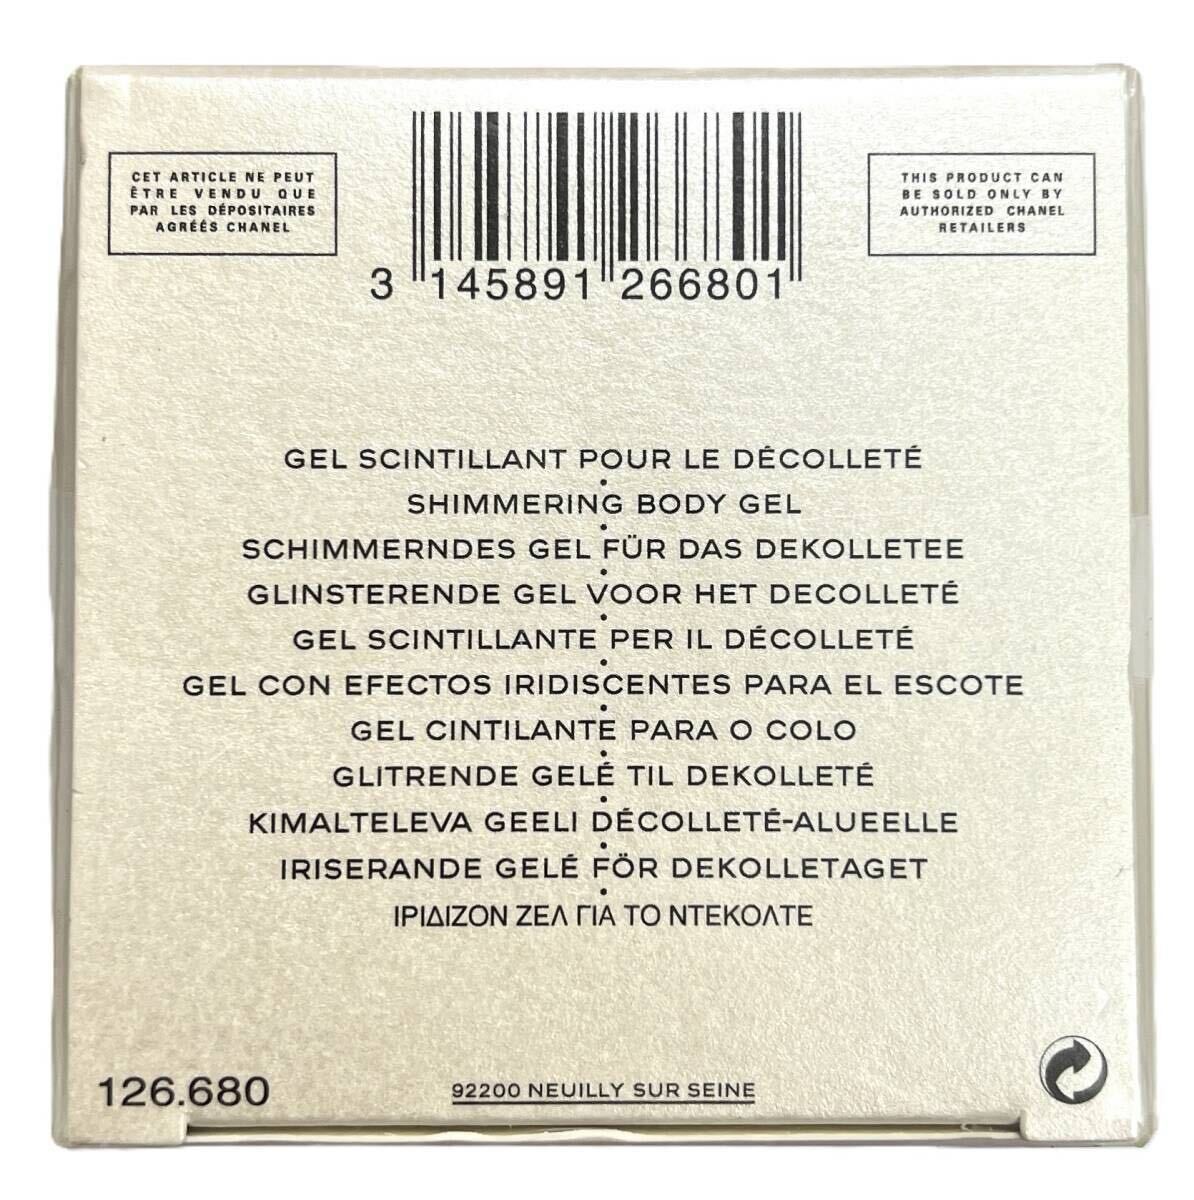 CET ARTICLE NE PEUT
ÊTRE VENDU QUE
PAR LES DÉPOSITAIRES
AGRÉÉS CHANEL
3 145891 266801
THIS PRODUCT CAN
BE SOLD ONLY BY
AUTHORIZED CHANEL
RETAILERS
GEL SCINTILLANT POUR LE DÉCOLLETÉ
•
SHIMMERING BODY GEL
•
SCHIMMERNDES GEL FÜR DAS DEKOLLETEE
•
GLINSTERENDE GEL VOOR HET DECOLLETÉ
•
GEL SCINTILLANTE PER IL DÉCOLLETÉ
•
GEL CON EFECTOS IRIDISCENTES PARA EL ESCOTE
•
GEL CINTILANTE PARA O COLO
•
GLITRENDE GELÉ TIL DEKOLLETÉ
•
KIMALTELEVA GEELI DÉCOLLETÉ-ALUEELLE
•
IRISERANDE GELÉ FÖR DEKOLLETAGET
•
ΙΡΙΔΙΖΟΝ ΖΕΛ ΓΙΑ ΤΟ ΝΤΕΚΟΛΤΕ
126.680
92200 NEUILLY SUR SEINE